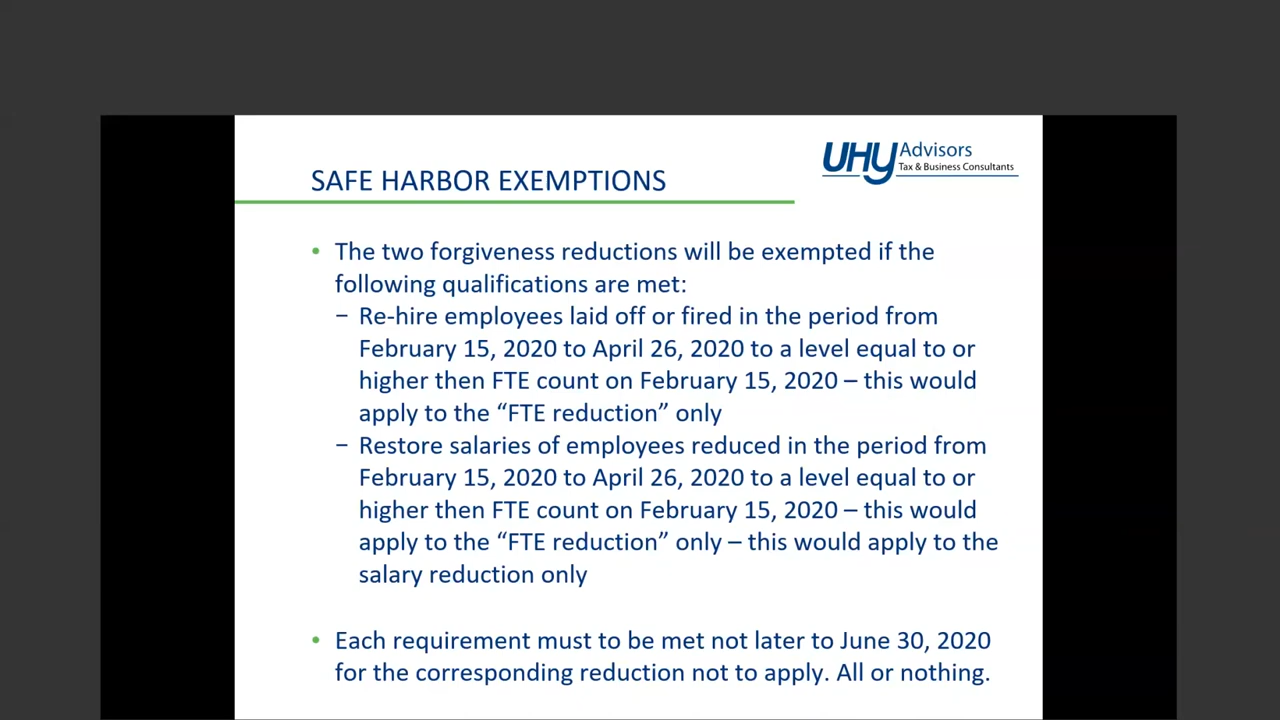 UHY Advisors
Tax & Business Consultants
SAFE HARBOR EXEMPTIONS
• The two forgiveness reductions will be exempted if the
following qualifications are met:
− Re-hire employees laid off or fired in the period from
February 15, 2020 to April 26, 2020 to a level equal to or
higher then FTE count on February 15, 2020 – this would
apply to the “FTE reduction” only
− Restore salaries of employees reduced in the period from
February 15, 2020 to April 26, 2020 to a level equal to or
higher then FTE count on February 15, 2020 – this would
apply to the “FTE reduction” only – this would apply to the
salary reduction only
• Each requirement must to be met not later to June 30, 2020
for the corresponding reduction not to apply. All or nothing.